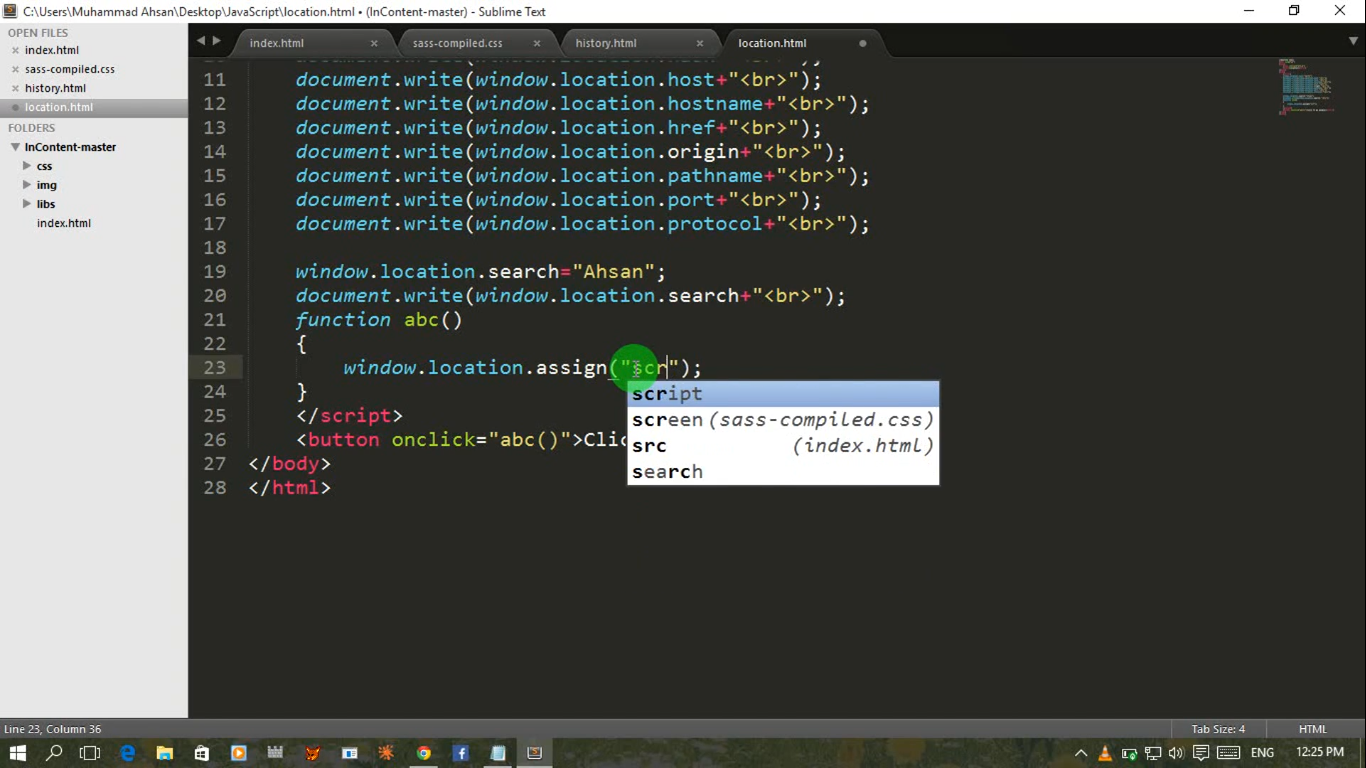 C:\Users\Muhammad Ahsan\Desktop\JavaScript\location.html • (InContent-master) - Sublime Text
OPEN FILES
index.html
sass-compiled.css
history.html
location.html
FOLDERS
InContent-master
css
img
libs
index.html
index.html
sass-compiled.css
history.html
location.html
11 document.write(window.location.host+"<br>");
12 document.write(window.location.hostname+"<br>");
13 document.write(window.location.href+"<br>");
14 document.write(window.location.origin+"<br>");
15 document.write(window.location.pathname+"<br>");
16 document.write(window.location.port+"<br>");
17 document.write(window.location.protocol+"<br>");
18
19 window.location.search="Ahsan";
20 document.write(window.location.search+"<br>");
21 function abc()
22 {
23 window.location.assign("scr");
24 }
25 </script>
26 <button onclick="abc()">Clic
27 </body>
28 </html>
script
screen (sass-compiled.css)
src (index.html)
search
Line 23, Column 36
Tab Size: 4
HTML
ENG
12:25 PM